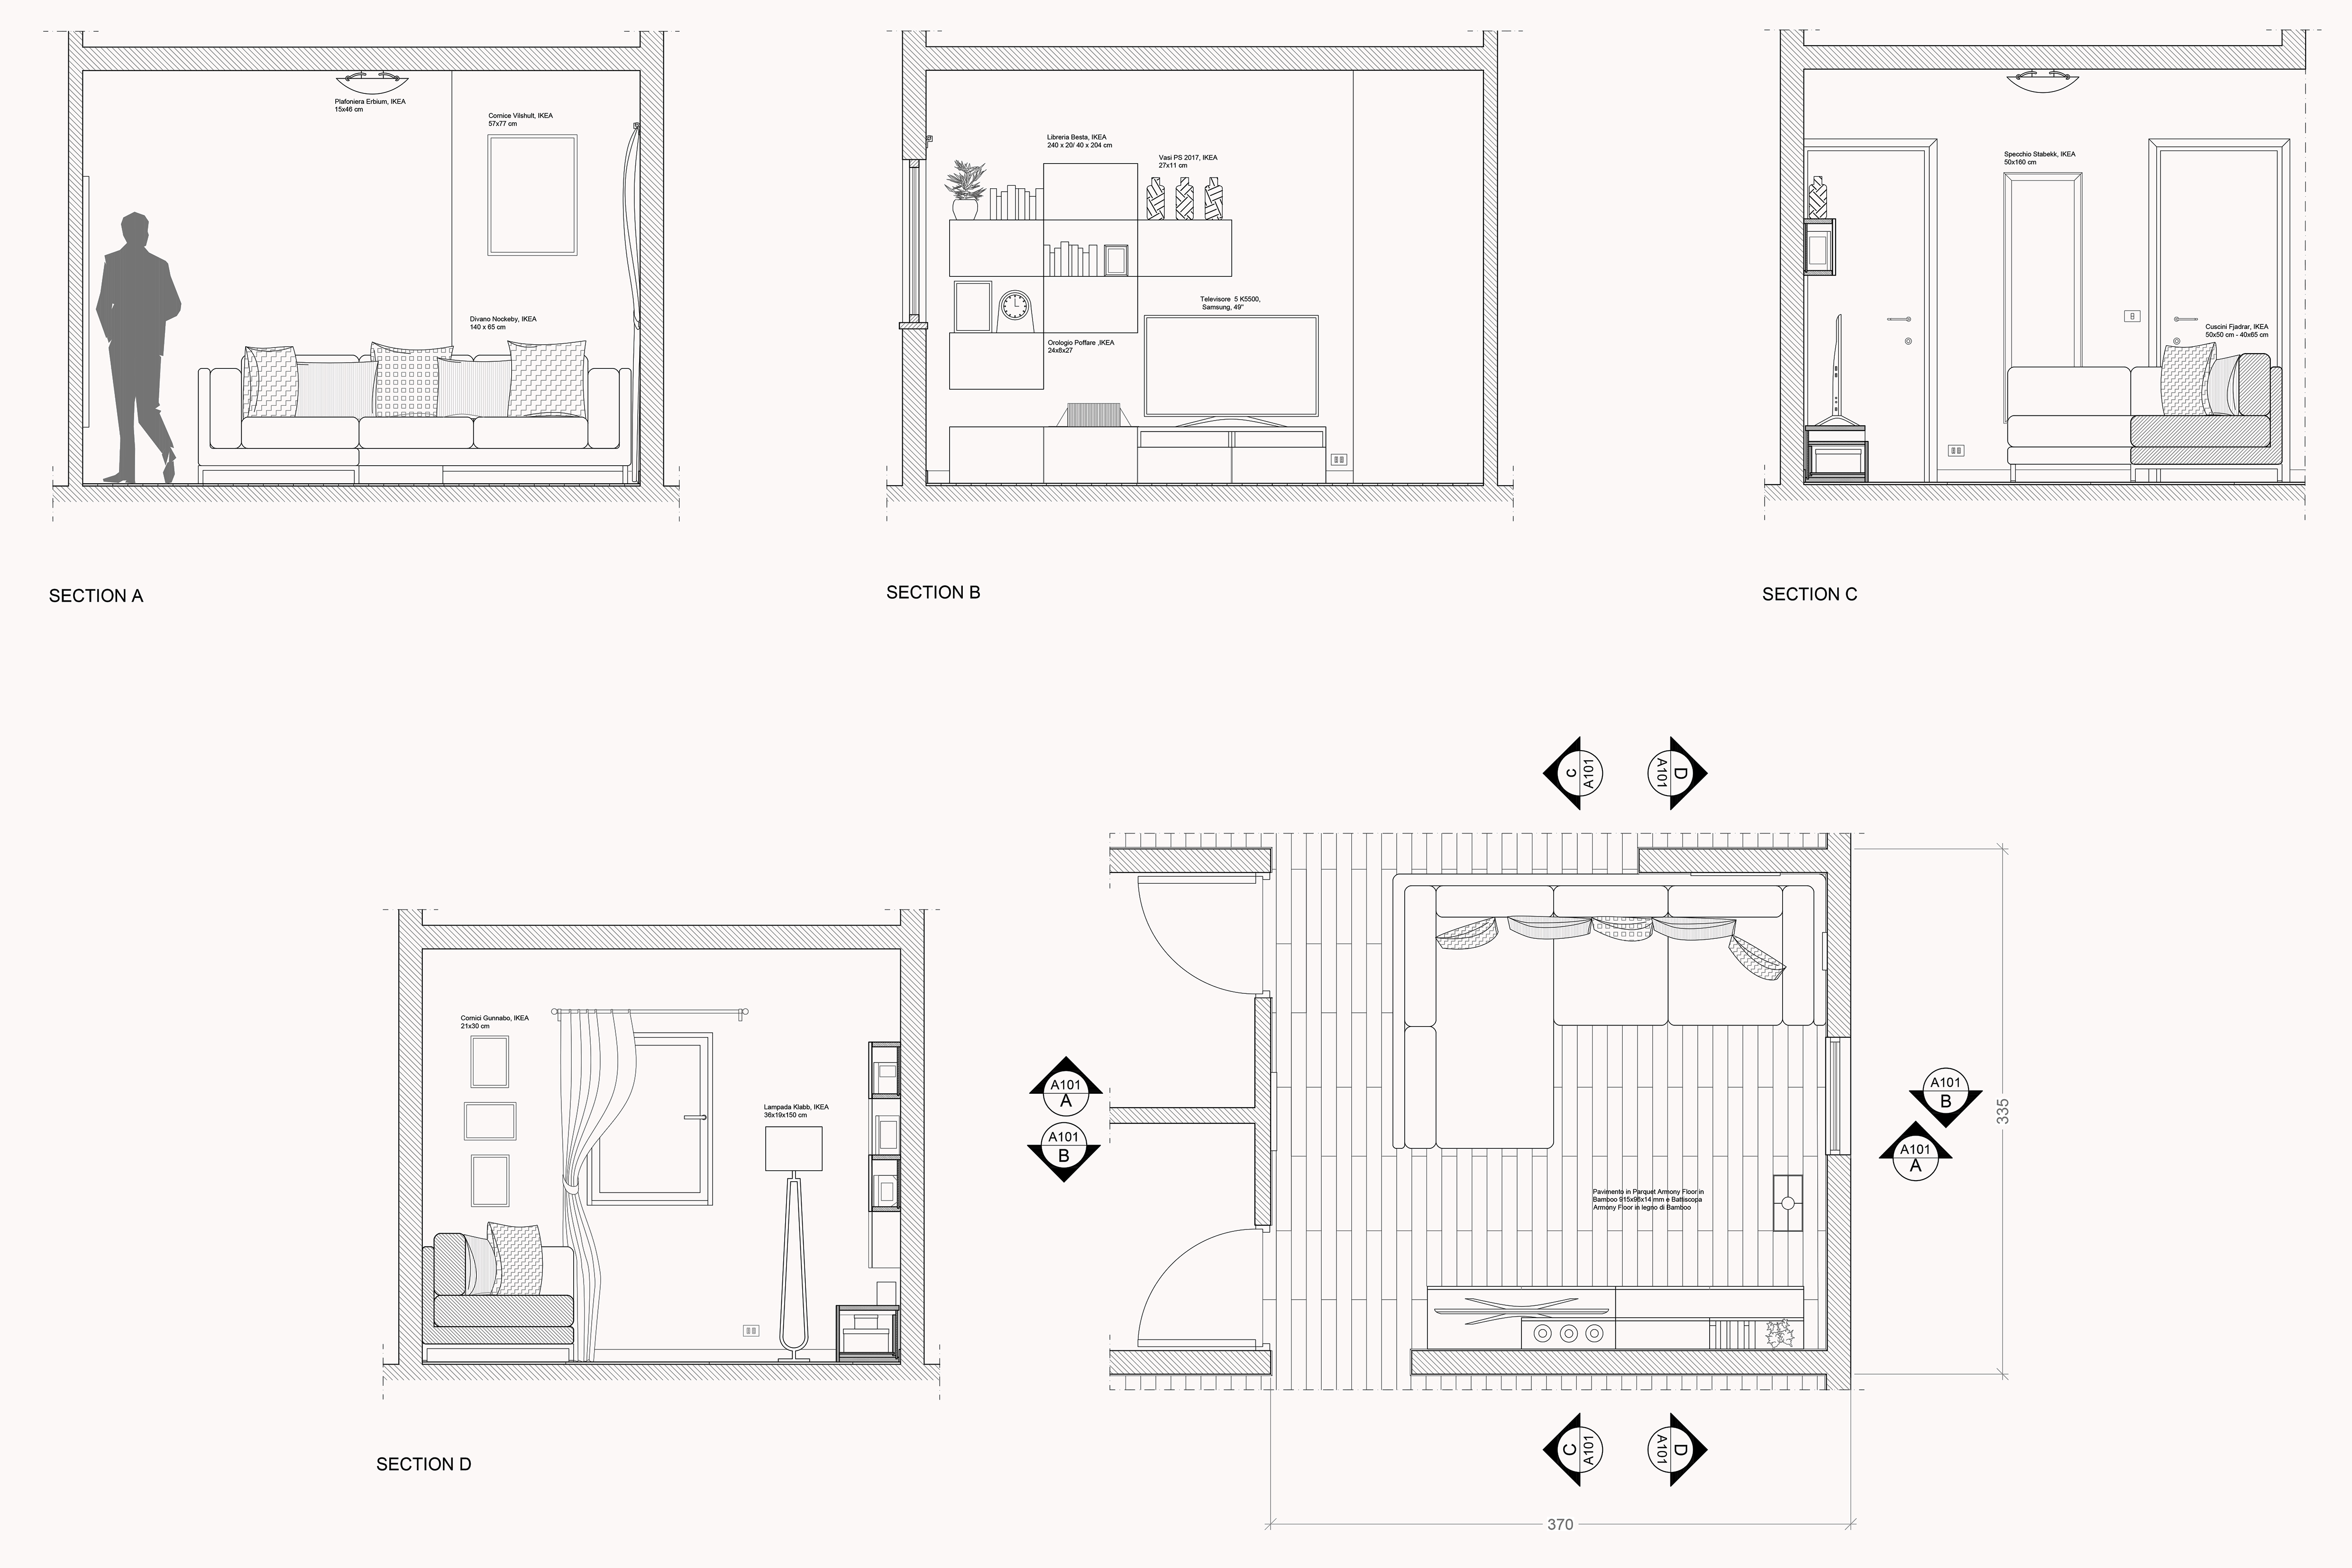 Plafoniera Erbium, IKEA
15x46 cm
Cornice Vilshult, IKEA
57x77 cm
Divano Nockeby, IKEA
140 x 65 cm
SECTION A
Libreria Besta, IKEA
240 x 20/ 40 x 204 cm
Vasi PS 2017, IKEA
27x11 cm
Televisore 5 K5500,
Samsung, 49"
Orologio Poffare ,IKEA
24x8x27
SECTION B
Specchio Stabekk, IKEA
50x160 cm
Cuscini Fjadrar, IKEA
50x50 cm - 40x65 cm
SECTION C
Cornici Gunnabo, IKEA
21x30 cm
Lampada Klabb, IKEA
36x19x150 cm
SECTION D
c
A101
D
A101
A101
A
A101
B
A101
B
A101
A
335
Pavimento in Parquet Armony Floor in
Bamboo 915x96x14 mm e Battiscopa
Armony Floor in legno di Bamboo
C
A101
D
A101
370